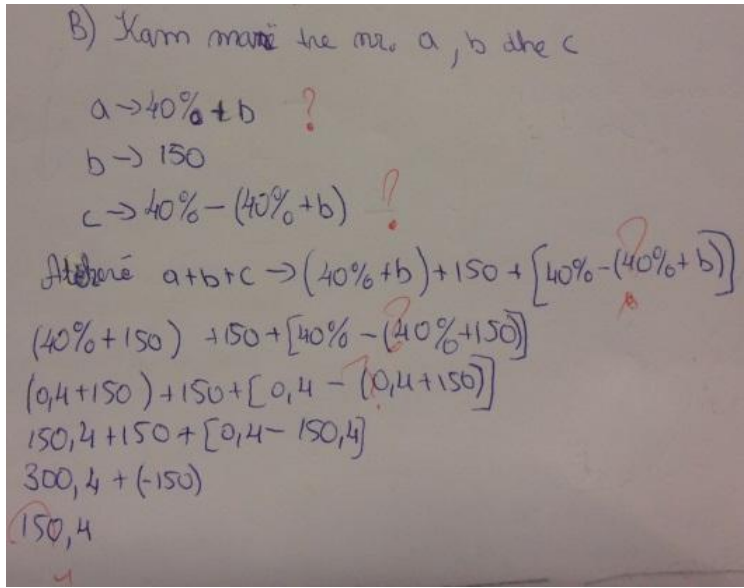 B) Kam marrë tre nr. a, b dhe c
a → 40% + b ?
b → 150
c → 40% - (40% + b) ?
Atëherë a+b+c → (40% + b) + 150 + [40% - (40% + b)]
(40% + 150) + 150 + [40% - (40% + 150)]
(0,4 + 150) + 150 + [0,4 - (0,4 + 150)]
150,4 + 150 + [0,4 - 150,4]
300,4 + (-150)
150,4